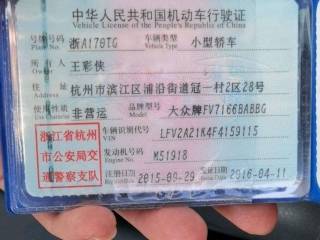 中华人民共和国机动车行驶证
Vehicle License of the People's Republic of China
号牌号码 浙A170TG 车辆类型 小型轿车
Plate No. Vehicle Type
所有人 王彩侠
Owner
住址 杭州市滨江区浦沿街道冠一村2区28号
Address
使用性质 非营运 品牌型号 大众牌FV7166BABBG
Use Character Model
浙江省杭州市公安局交通警察支队
车辆识别代号 LFV2A21K4F4159115
VIN
发动机号码 M51918
Engine No.
注册日期 2015-09-29 发证日期 2016-04-11
Register Date Issue Date